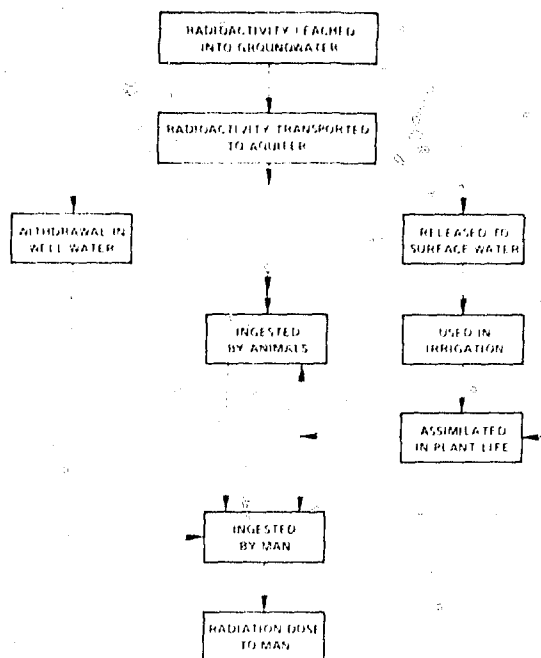 RADIOACTIVITY LEACHED
INTO GROUNDWATER
RADIOACTIVITY TRANSPORTED
TO AQUIFER
WITHDRAWAL IN
WELL WATER
RELEASED TO
SURFACE WATER
INGESTED
BY ANIMALS
USED IN
IRRIGATION
ASSIMILATED
IN PLANT LIFE
INGESTED
BY MAN
RADIATION DOSE
TO MAN